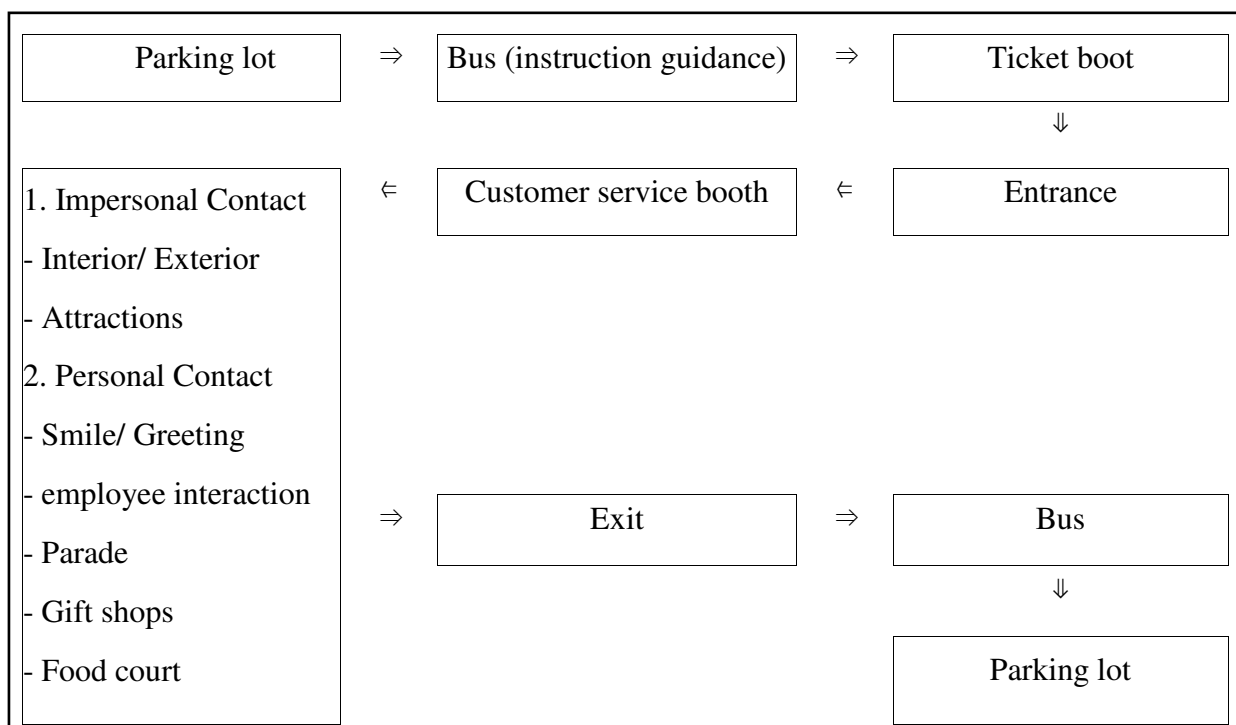 Parking lot ⇒ Bus (instruction guidance) ⇒ Ticket boot
⇓
Entrance
⇐
Customer service booth
⇐
1. Impersonal Contact
- Interior/ Exterior
- Attractions
2. Personal Contact
- Smile/ Greeting
- employee interaction
- Parade
- Gift shops
- Food court
⇒ Exit ⇒ Bus
⇓
Parking lot